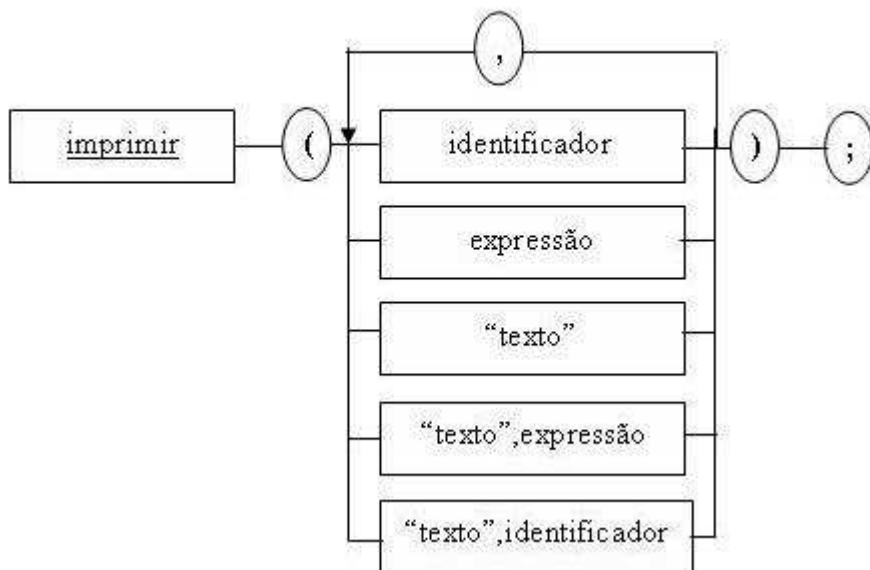 ,
imprimir ( identificador ) ;
expressão
“texto”
“texto”,expressão
“texto”,identificador